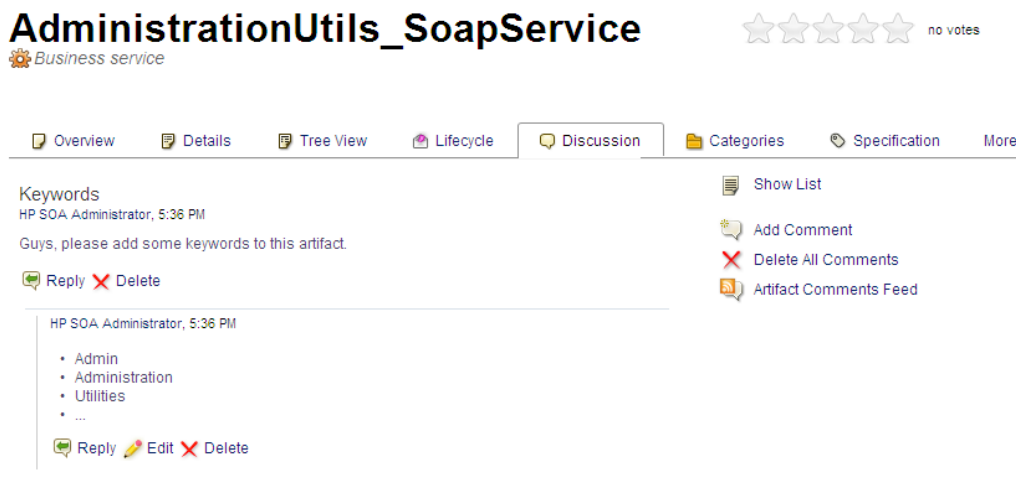 AdministrationUtils_SoapService
no votes
Business service
Overview Details Tree View Lifecycle Discussion Categories Specification More
Keywords
HP SOA Administrator, 5:36 PM
Guys, please add some keywords to this artifact.
Reply Delete
HP SOA Administrator, 5:36 PM
• Admin
• Administration
• Utilities
• ...
Reply Edit Delete
Show List
Add Comment
Delete All Comments
Artifact Comments Feed